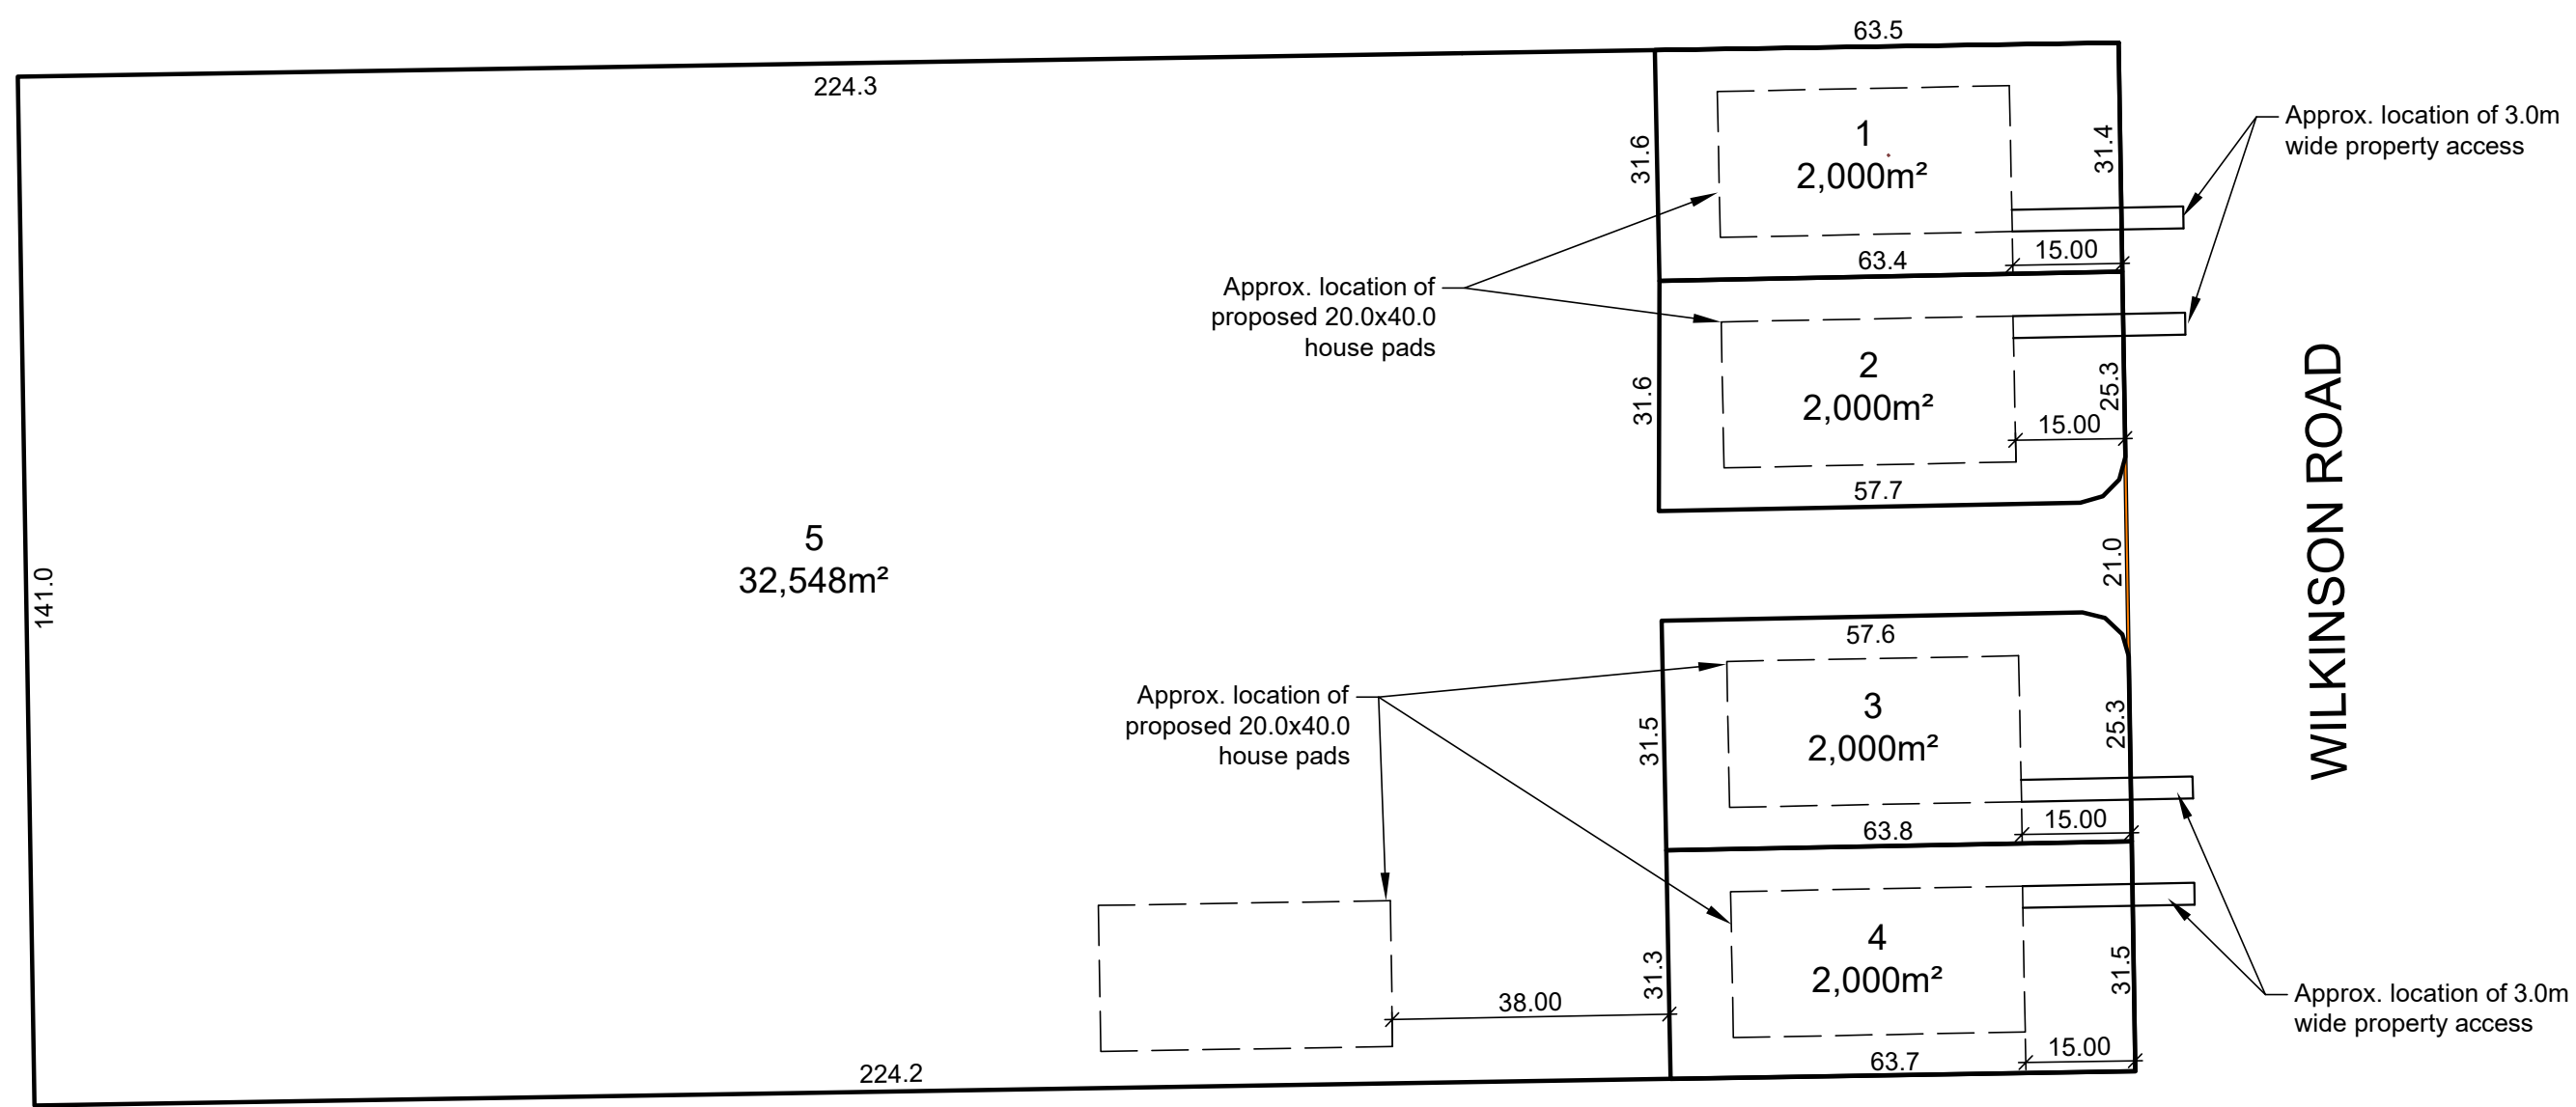 63.5
224.3
Approx. location of 3.0m
wide property access
1
2,000m²
31.6
31.4
15.00
63.4
Approx. location of
proposed 20.0x40.0
house pads
2
2,000m²
31.6
25.3
15.00
57.7
WILKINSON ROAD
5
32,548m²
141.0
21.0
57.6
Approx. location of
proposed 20.0x40.0
house pads
3
2,000m²
31.5
25.3
15.00
63.8
4
2,000m²
31.3
31.5
38.00
Approx. location of 3.0m
wide property access
15.00
63.7
224.2